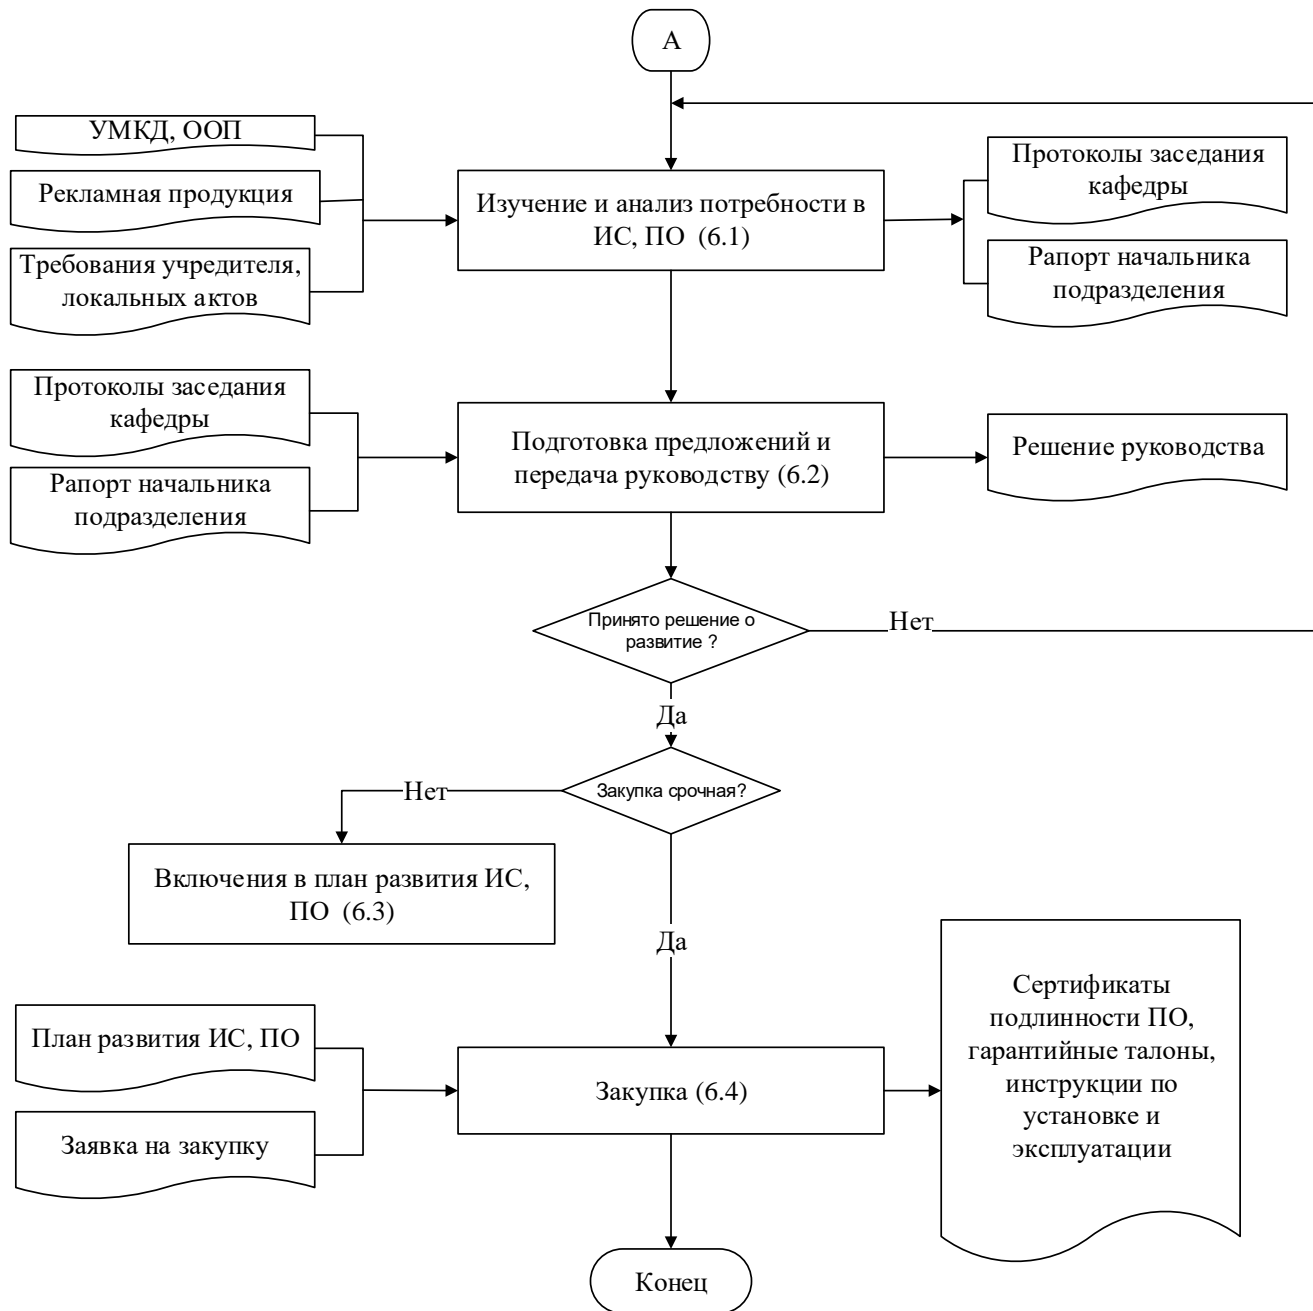 А
УМКД, ООП
Рекламная продукция
Требования учредителя,
локальных актов
Изучение и анализ потребности в
ИС, ПО  (6.1)
Протоколы заседания
кафедры
Рапорт начальника
подразделения
Протоколы заседания
кафедры
Рапорт начальника
подразделения
Подготовка предложений и
передача руководству (6.2)
Решение руководства
Принято решение о
развитие ?
Нет
Да
Закупка срочная?
Нет
Включения в план развития ИС,
ПО  (6.3)
Да
План развития ИС, ПО
Заявка на закупку
Закупка (6.4)
Сертификаты
подлинности ПО,
гарантийные талоны,
инструкции по
установке и
эксплуатации
Конец